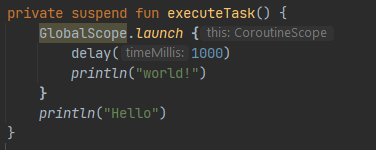 private suspend fun executeTask() {
GlobalScope.launch { this: CoroutineScope
delay( timeMillis: 1000)
println("world!")
}
println("Hello")
}